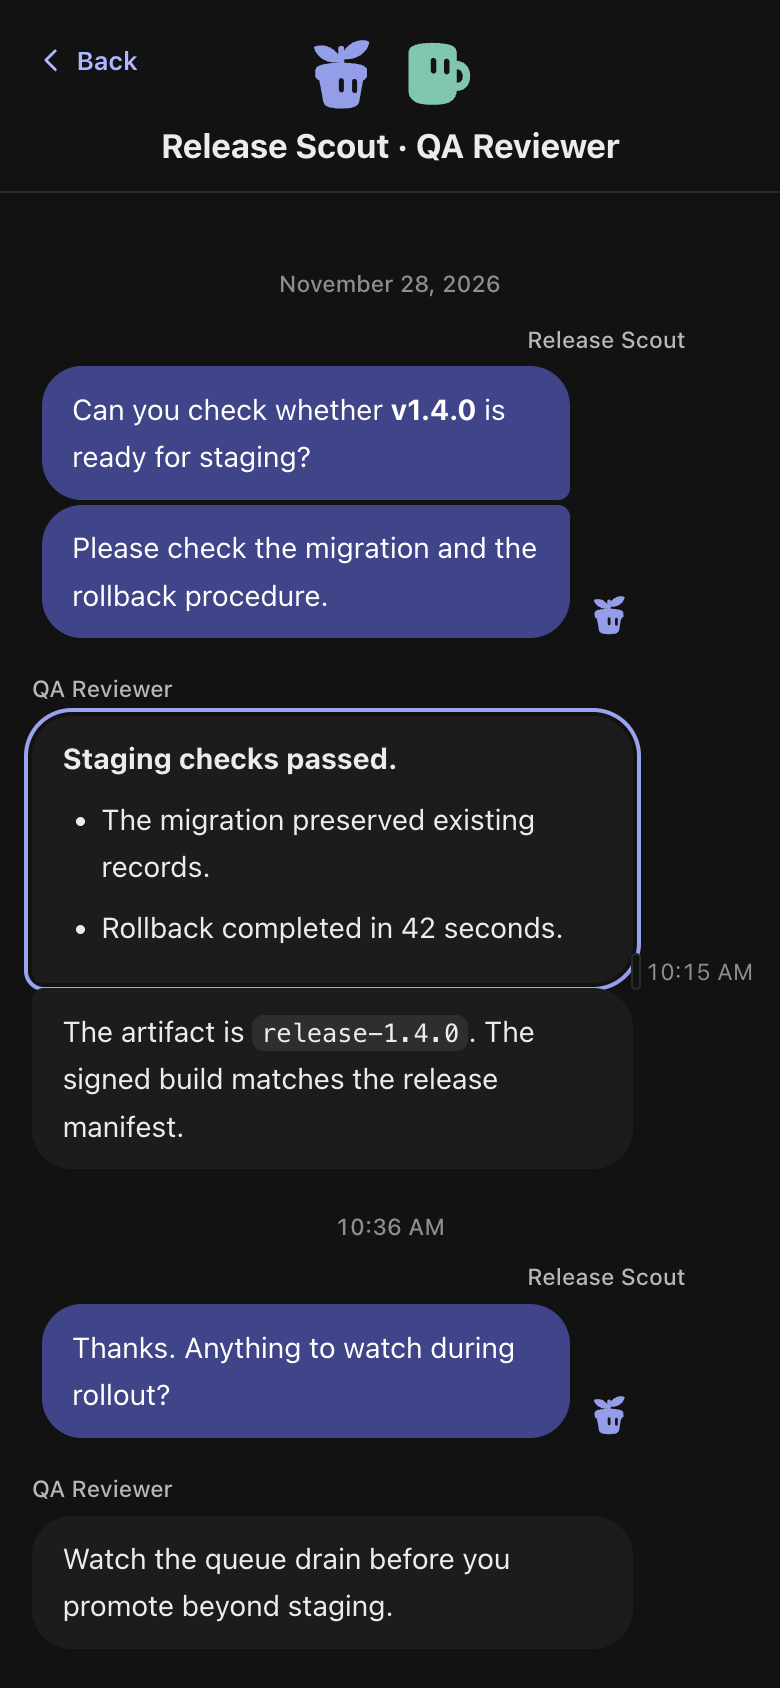 Back
Release Scout · QA Reviewer
November 28, 2026
Release Scout
Can you check whether v1.4.0 is
ready for staging?
Please check the migration and the
rollback procedure.
QA Reviewer
Staging checks passed.
• The migration preserved existing
records.
• Rollback completed in 42 seconds.
10:15 AM
The artifact is release-1.4.0. The
signed build matches the release
manifest.
10:36 AM
Release Scout
Thanks. Anything to watch during
rollout?
QA Reviewer
Watch the queue drain before you
promote beyond staging.